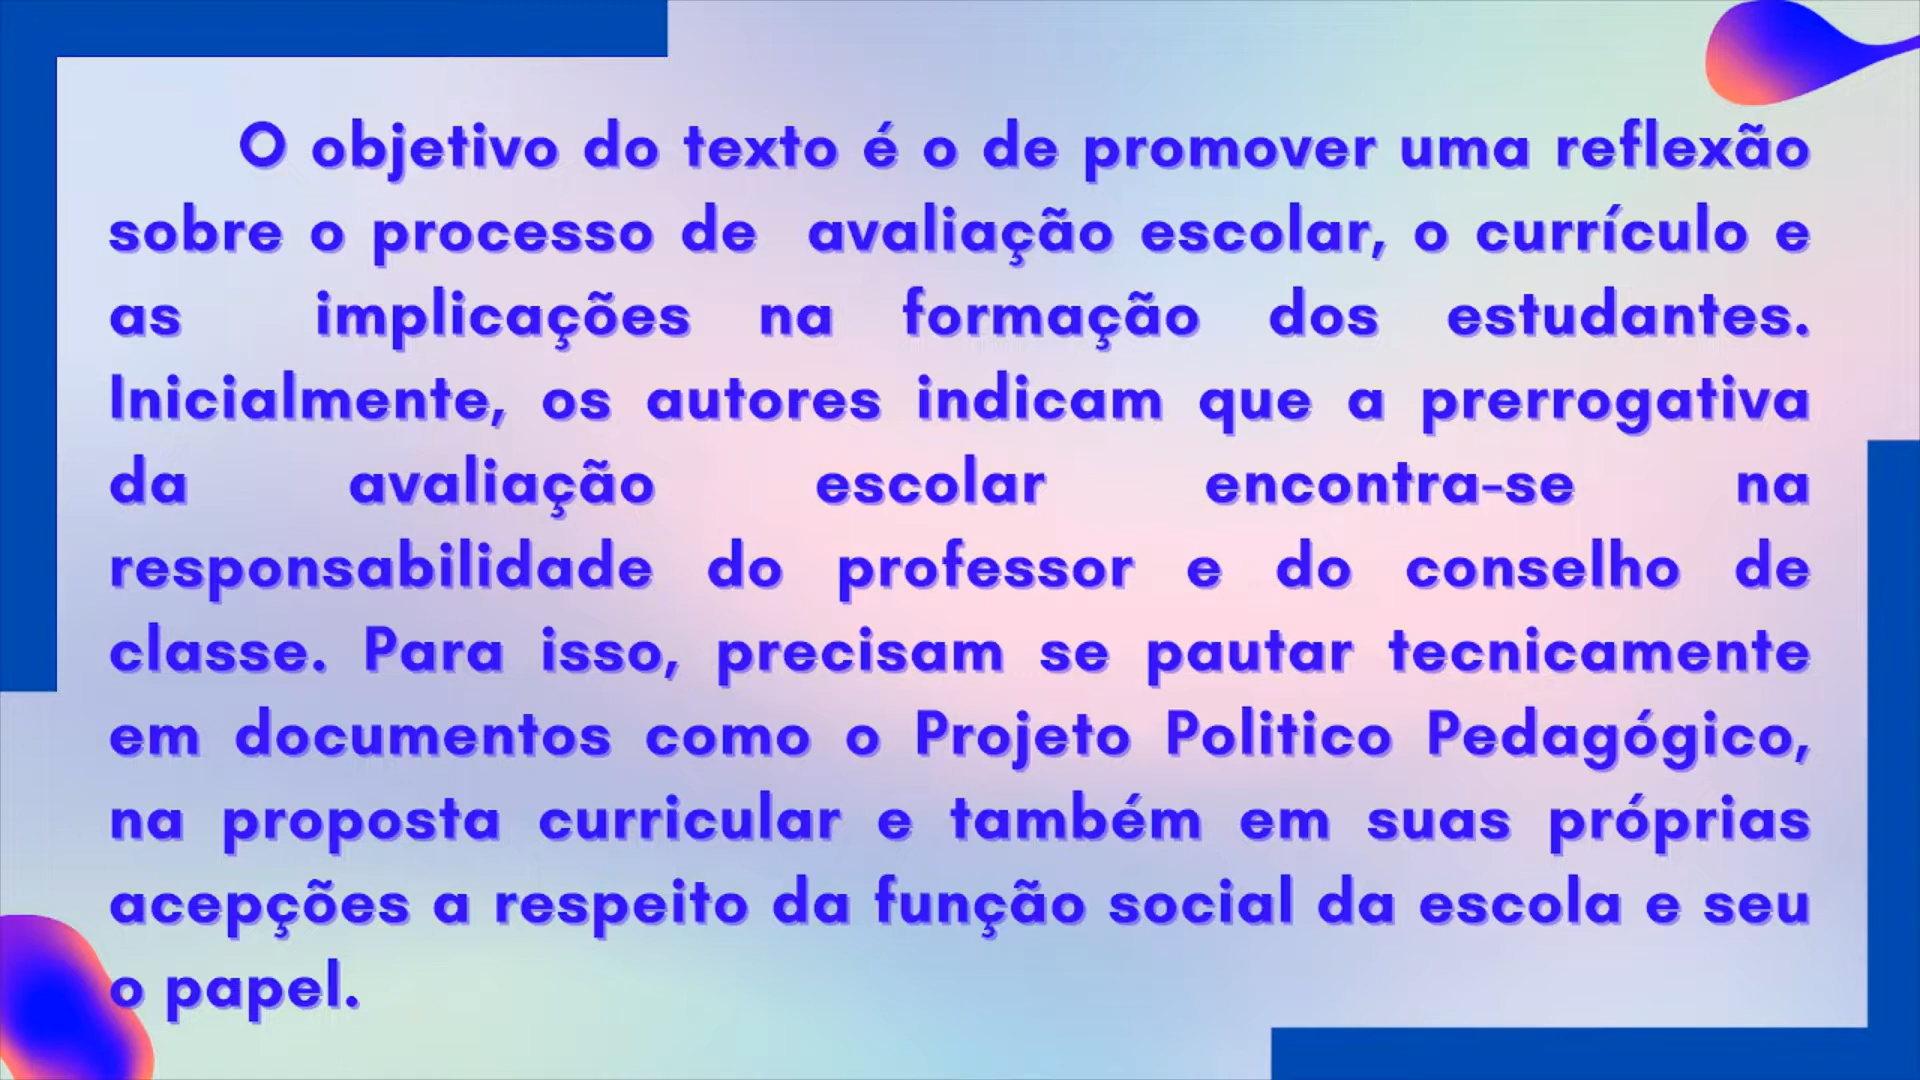 O objetivo do texto é o de promover uma reflexão
sobre o processo de avaliação escolar, o currículo e
as implicações na formação dos estudantes.
Inicialmente, os autores indicam que a prerrogativa
da avaliação escolar encontra-se na
responsabilidade do professor e do conselho de
classe. Para isso, precisam se pautar tecnicamente
em documentos como o Projeto Politico Pedagógico,
na proposta curricular e também em suas próprias
acepções a respeito da função social da escola e seu
o papel.